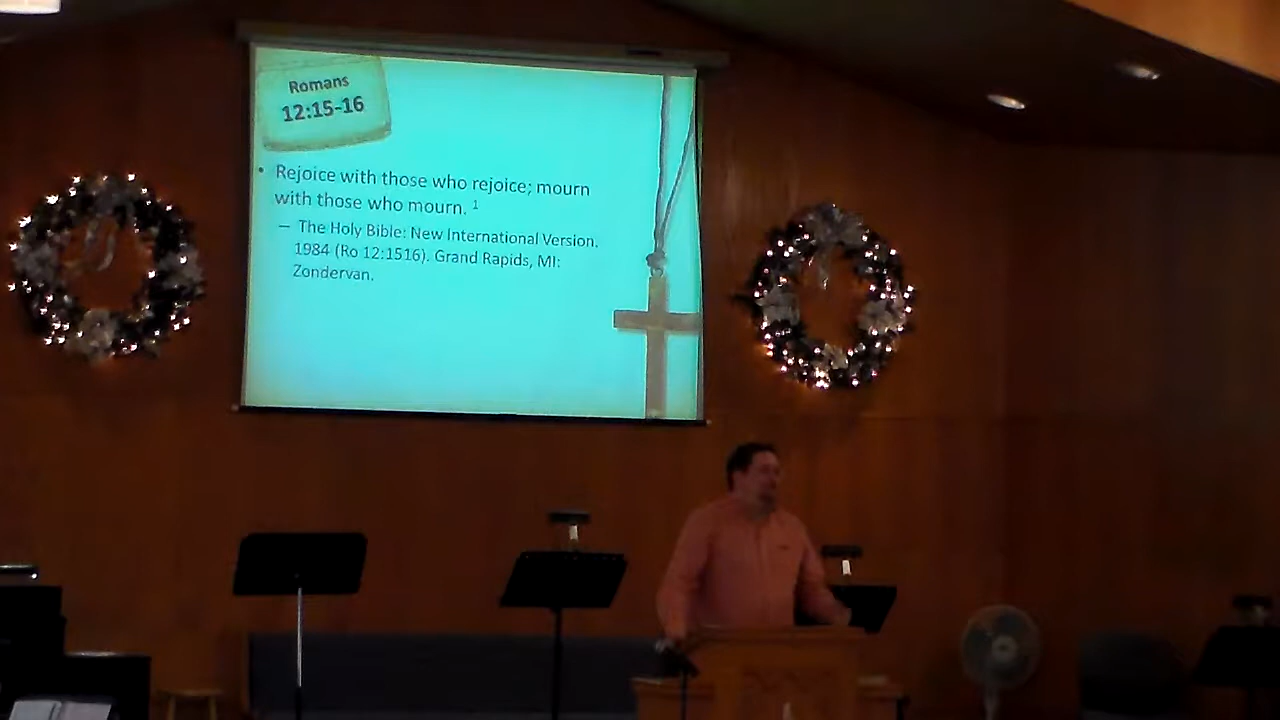 Romans
12:15-16
• Rejoice with those who rejoice; mourn
with those who mourn. 1
– The Holy Bible: New International Version.
1984 (Ro 12:1516). Grand Rapids, MI:
Zondervan.